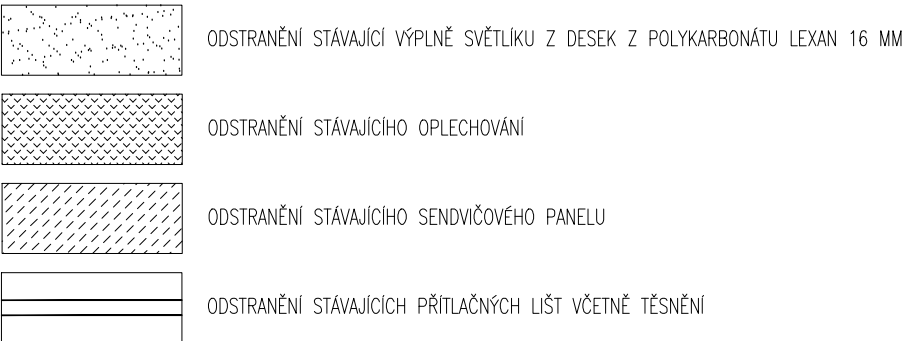 ODSTRANĚNÍ STÁVAJÍCÍ VÝPLNĚ SVĚTLÍKU Z DESEK Z POLYKARBONÁTU LEXAN 16 MM
ODSTRANĚNÍ STÁVAJÍCÍHO OPLECHOVÁNÍ
ODSTRANĚNÍ STÁVAJÍCÍHO SENDVIČOVÉHO PANELU
ODSTRANĚNÍ STÁVAJÍCÍCH PŘÍTLAČNÝCH LIŠT VČETNĚ TĚSNĚNÍ